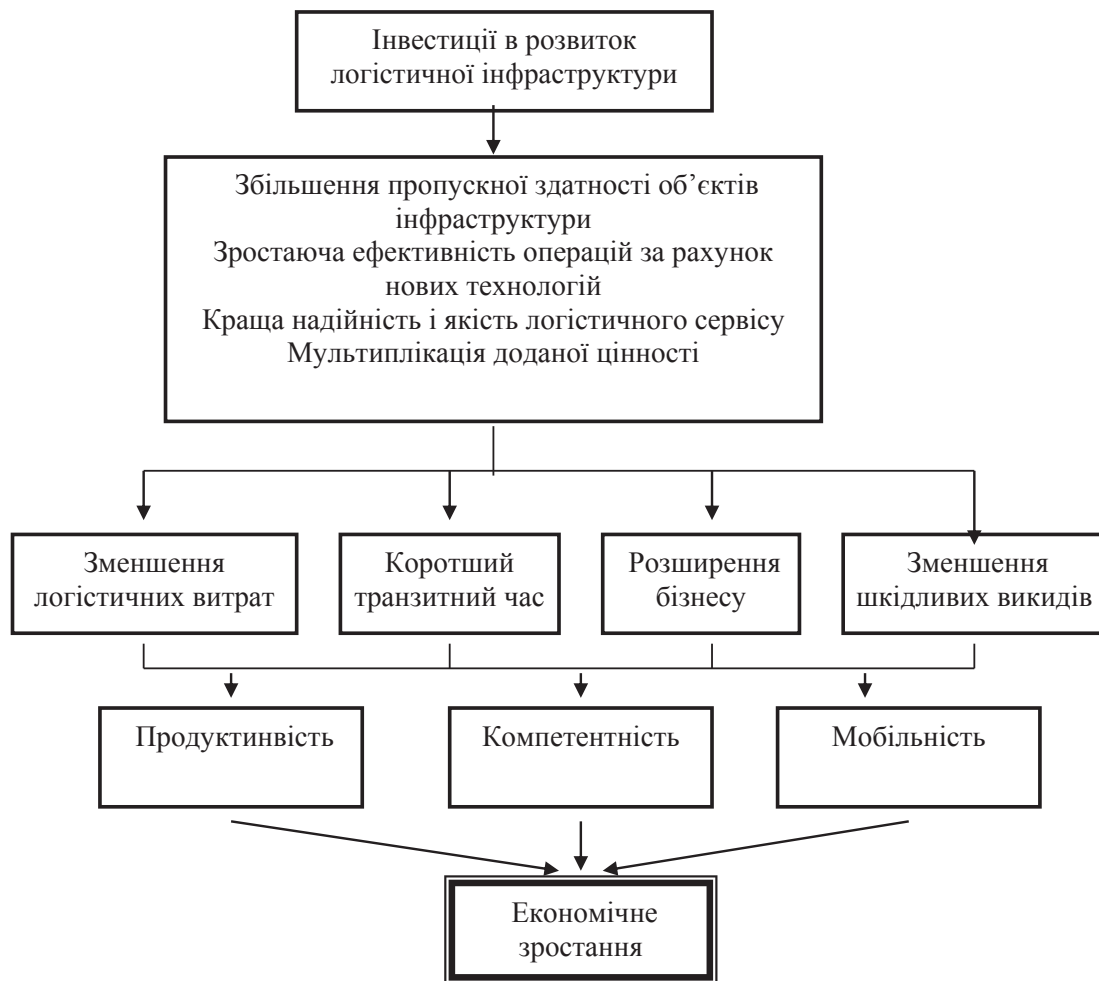 Інвестиції в розвиток
логістичної інфраструктури
Збільшення пропускної здатності об’єктів
інфраструктури
Зростаюча ефективність операцій за рахунок
нових технологій
Краща надійність і якість логістичного сервісу
Мультиплікація доданої цінності
Зменшення
логістичних витрат
Коротший
транзитний час
Розширення
бізнесу
Зменшення
шкідливих викидів
Продуктинвість
Компетентність
Мобільність
Економічне
зростання